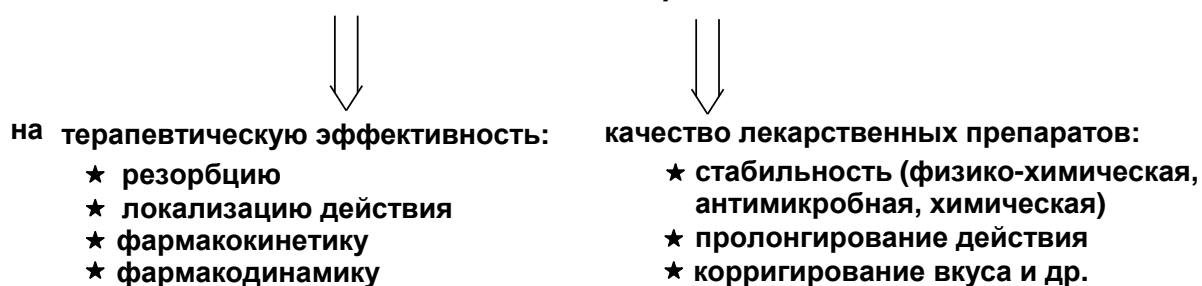 на терапевтическую эффективность:
★ резорбцию
★ локализацию действия
★ фармакокинетику
★ фармакодинамику
качество лекарственных препаратов:
★ стабильность (физико-химическая,
антимикробная, химическая)
★ пролонгирование действия
★ корригирование вкуса и др.